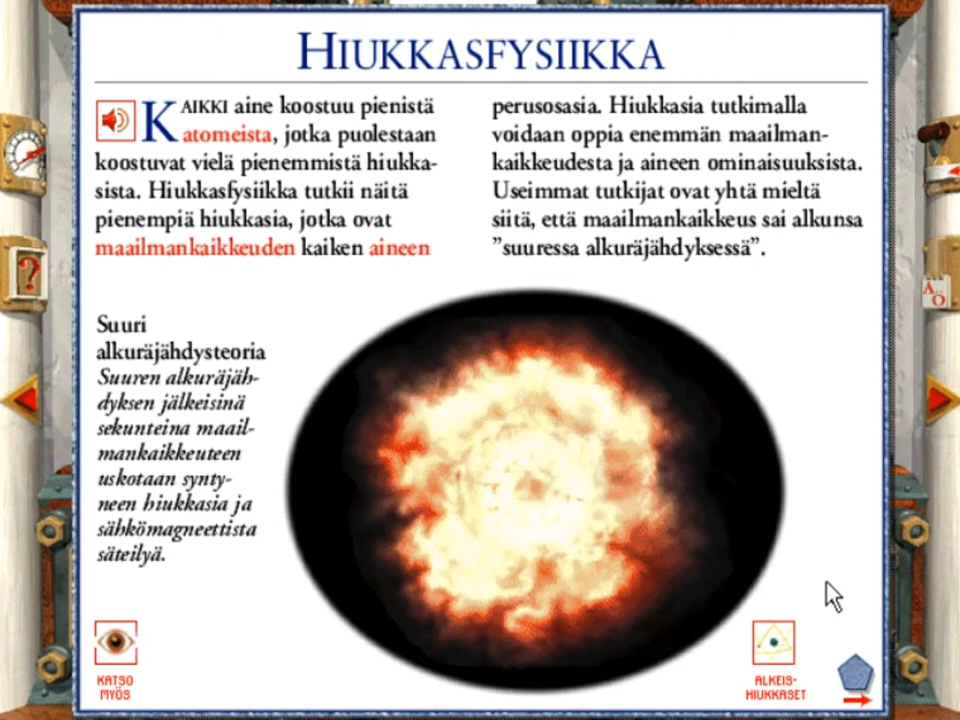 HIUKKASFYSIIKKA
KAIKKI aine koostuu pienistä
atomeista, jotka puolestaan
koostuvat vielä pienemmistä hiukka-
sista. Hiukkasfysiikka tutkii näitä
pienempiä hiukkasia, jotka ovat
maailmankaikkeuden kaiken aineen
perusosasia. Hiukkasia tutkimalla
voidaan oppia enemmän maailman-
kaikkeudesta ja aineen ominaisuuksista.
Useimmat tutkijat ovat yhtä mieltä
siitä, että maailmankaikkeus sai alkunsa
”suuressa alkuräjähdyksessä”.
Suuri
alkuräjähdysteoria
Suuren alkuräjäh-
dyksen jälkeisinä
sekunteina maail-
mankaikkeuteen
uskotaan synty-
neen hiukkasia ja
sähkömagneettista
säteilyä.
KATSO
MYÖS
ALKEIS-
HIUKKASET
?
A..
Ö